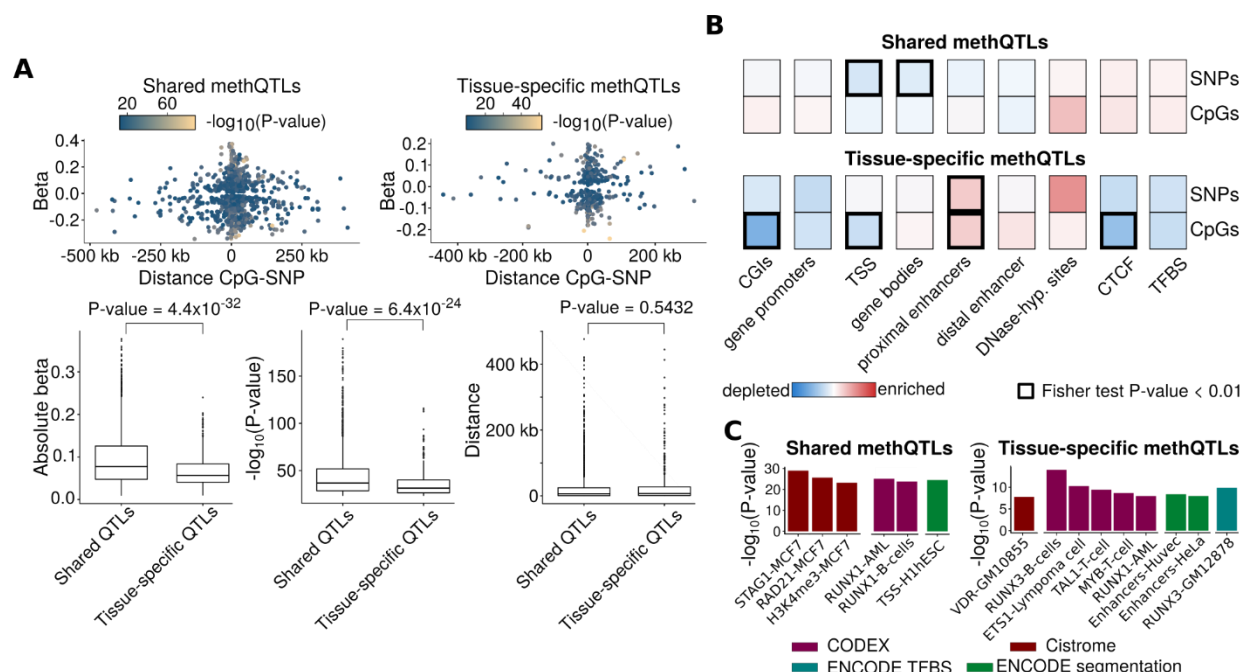 A
Shared methQTLs
20 60
-log10(P-value)
Beta
0.4
0.2
0.0
-0.2
-500 kb -250 kb 0 250 kb
Distance CpG-SNP
Tissue-specific methQTLs
20 40
-log10(P-value)
Beta
0.2
0.1
0.0
-0.1
-0.2
-400 kb -200 kb 0 200 kb
Distance CpG-SNP
P-value = 4.4x10-32
Absolute beta
0.3
0.2
0.1
0.0
Shared QTLs
Tissue-specific QTLs
P-value = 6.4x10-24
-log10(P-value)
150
100
50
Shared QTLs
Tissue-specific QTLs
P-value = 0.5432
Distance
400 kb
200 kb
0
Shared QTLs
Tissue-specific QTLs
B
Shared methQTLs
SNPs
CpGs
Tissue-specific methQTLs
SNPs
CpGs
CGIs
gene promoters
TSS
gene bodies
proximal enhancers
distal enhancer
DNase-hyp. sites
CTCF
TFBS
depleted enriched
Fisher test P-value < 0.01
C
Shared methQTLs
-log10(P-value)
30
20
10
0
STAG1-MCF7
RAD21-MCF7
H3K4me3-MCF7
RUNX1-AML
RUNX1-B-cells
TSS-H1hESC
Tissue-specific methQTLs
-log10(P-value)
15
10
5
0
VDR-GM10855
RUNX3-B-cells
ETS1-Lympoma cell
TAL1-T-cell
MYB-T-cell
RUNX1-AML
Enhancers-Huvec
Enhancers-HeLa
RUNX3-GM12878
CODEX Cistrome
ENCODE TFBS ENCODE segmentation